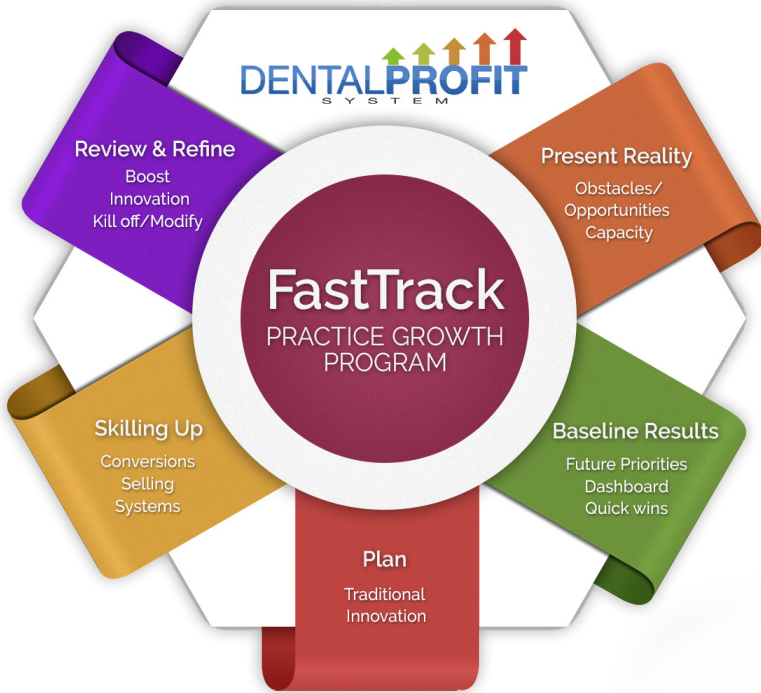 DENTALPROFIT
SYSTEM
FastTrack
PRACTICE GROWTH
PROGRAM
Present Reality
Obstacles/
Opportunities
Capacity
Baseline Results
Future Priorities
Dashboard
Quick wins
Plan
Traditional
Innovation
Skilling Up
Conversions
Selling
Systems
Review & Refine
Boost
Innovation
Kill off/Modify